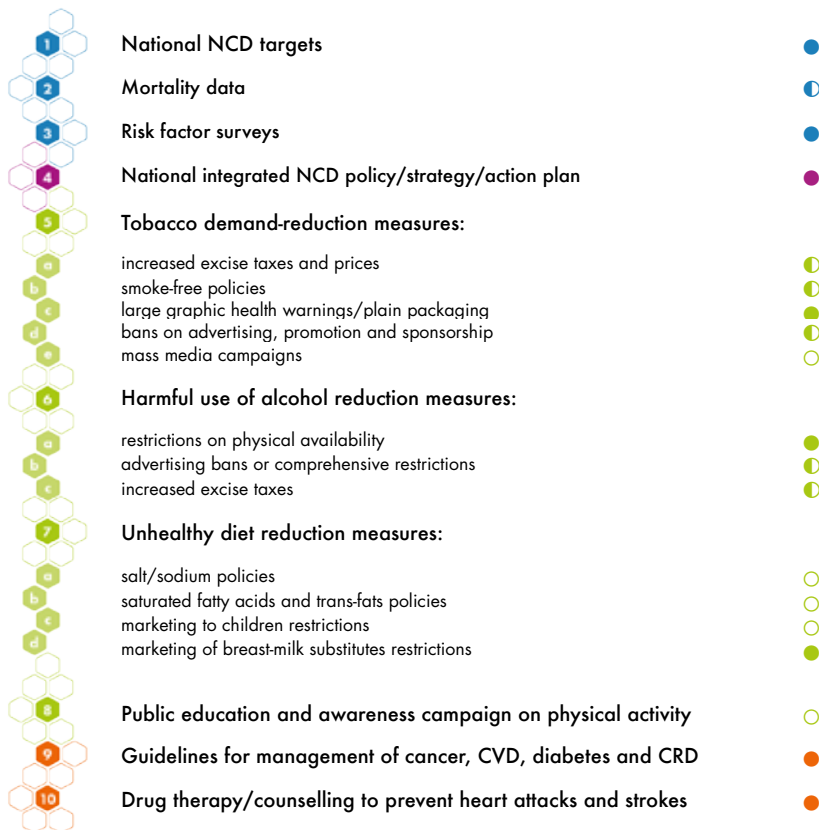 1 National NCD targets
2 Mortality data
3 Risk factor surveys
4 National integrated NCD policy/strategy/action plan
5 Tobacco demand-reduction measures:
a increased excise taxes and prices
b smoke-free policies
c large graphic health warnings/plain packaging
d bans on advertising, promotion and sponsorship
e mass media campaigns
6 Harmful use of alcohol reduction measures:
a restrictions on physical availability
b advertising bans or comprehensive restrictions
c increased excise taxes
7 Unhealthy diet reduction measures:
a salt/sodium policies
b saturated fatty acids and trans-fats policies
c marketing to children restrictions
d marketing of breast-milk substitutes restrictions
8 Public education and awareness campaign on physical activity
9 Guidelines for management of cancer, CVD, diabetes and CRD
10 Drug therapy/counselling to prevent heart attacks and strokes